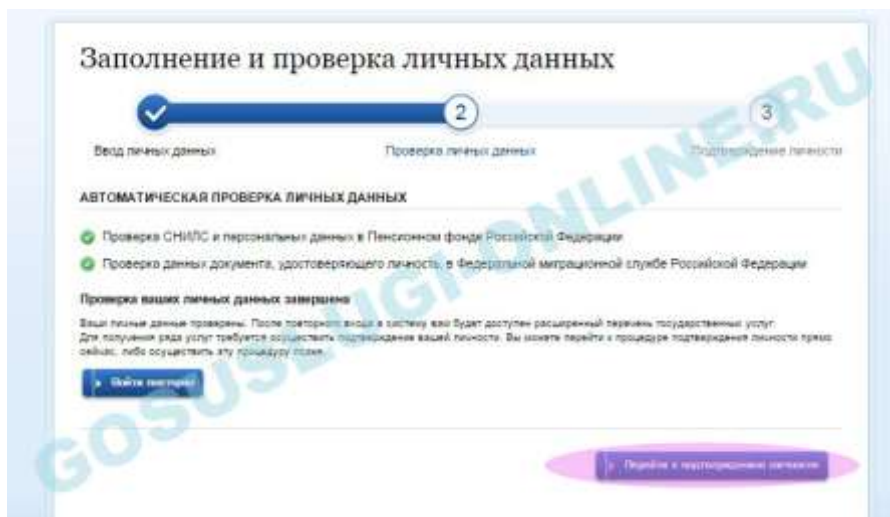 Заполнение и проверка личных данных
2
3
Ввод личных данных
Проверка личных данных
Подтверждение личности
АВТОМАТИЧЕСКАЯ ПРОВЕРКА ЛИЧНЫХ ДАННЫХ
Проверка СНИЛС и персональных данных в Пенсионном фонде Российской Федерации
Проверка данных документа, удостоверяющего личность, в Федеральной миграционной службе Российской Федерации
Проверка ваших личных данных завершена
Ваши личные данные проверены. После повторного входа в систему вам будет доступен расширенный перечень государственных услуг.
Для получения ряда услуг требуется осуществить подтверждение вашей личности. Вы можете перейти к процедуре подтверждения личности прямо
сейчас, либо осуществить эту процедуру позже.
Войти повторно
Перейти к подтверждению личности
GOSUSLUGI-ONLINE.RU